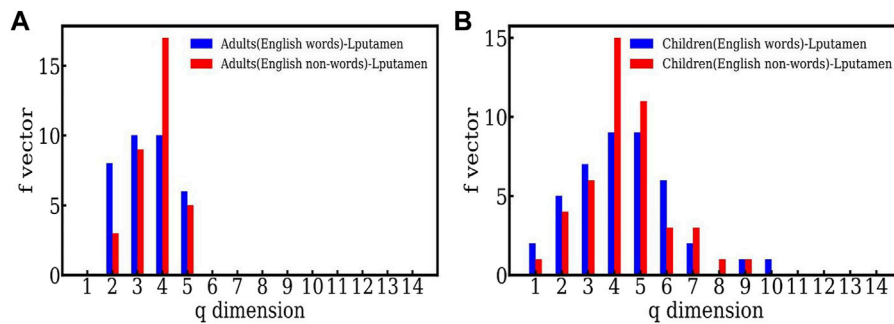 A
Adults(English words)-Lputamen
Adults(English non-words)-Lputamen
f vector
15
10
5
0
1 2 3 4 5 6 7 8 9 10 11 12 13 14
q dimension
B
Children(English words)-Lputamen
Children(English non-words)-Lputamen
f vector
15
10
5
0
1 2 3 4 5 6 7 8 9 10 11 12 13 14
q dimension